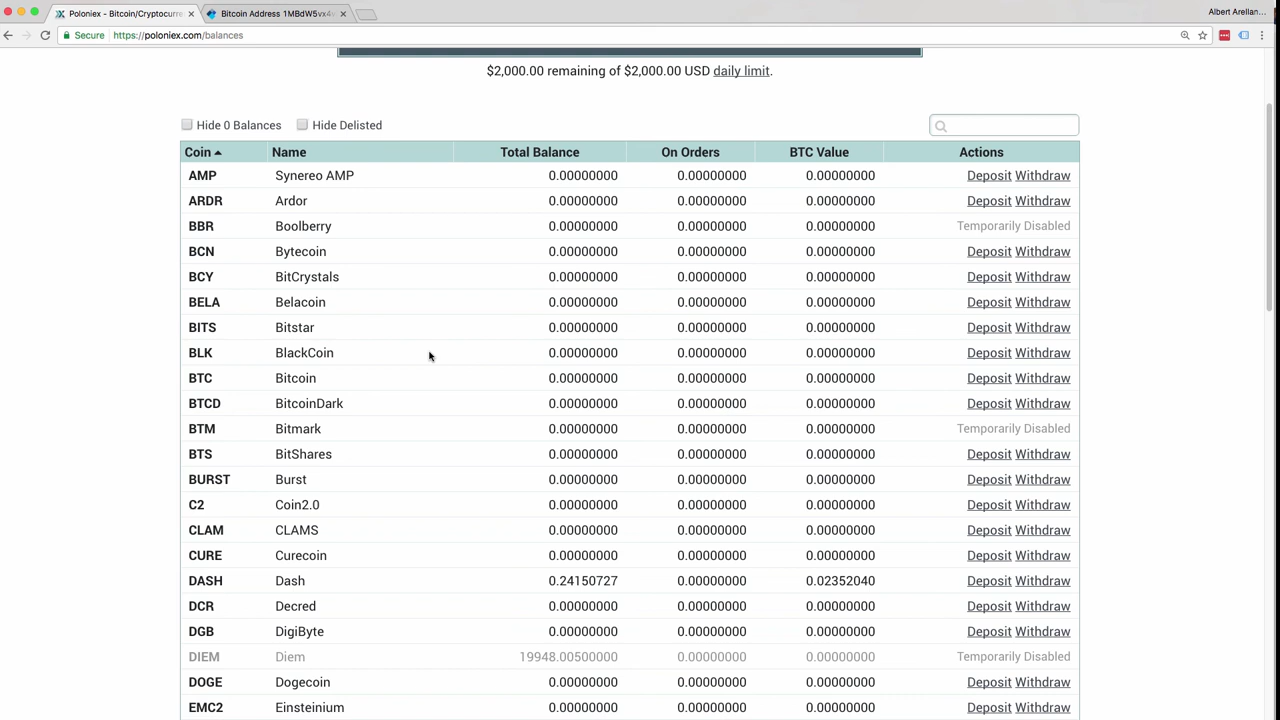 Poloniex - Bitcoin/Cryptocurre
Bitcoin Address 1MBdW5vx4v
Albert Arellan...
Secure https://poloniex.com/balances
$2,000.00 remaining of $2,000.00 USD daily limit.
Hide 0 Balances Hide Delisted
Coin Name Total Balance On Orders BTC Value Actions
AMP Synereo AMP 0.00000000 0.00000000 0.00000000 Deposit Withdraw
ARDR Ardor 0.00000000 0.00000000 0.00000000 Deposit Withdraw
BBR Boolberry 0.00000000 0.00000000 0.00000000 Temporarily Disabled
BCN Bytecoin 0.00000000 0.00000000 0.00000000 Deposit Withdraw
BCY BitCrystals 0.00000000 0.00000000 0.00000000 Deposit Withdraw
BELA Belacoin 0.00000000 0.00000000 0.00000000 Deposit Withdraw
BITS Bitstar 0.00000000 0.00000000 0.00000000 Deposit Withdraw
BLK BlackCoin 0.00000000 0.00000000 0.00000000 Deposit Withdraw
BTC Bitcoin 0.00000000 0.00000000 0.00000000 Deposit Withdraw
BTCD BitcoinDark 0.00000000 0.00000000 0.00000000 Deposit Withdraw
BTM Bitmark 0.00000000 0.00000000 0.00000000 Temporarily Disabled
BTS BitShares 0.00000000 0.00000000 0.00000000 Deposit Withdraw
BURST Burst 0.00000000 0.00000000 0.00000000 Deposit Withdraw
C2 Coin2.0 0.00000000 0.00000000 0.00000000 Deposit Withdraw
CLAM CLAMS 0.00000000 0.00000000 0.00000000 Deposit Withdraw
CURE Curecoin 0.00000000 0.00000000 0.00000000 Deposit Withdraw
DASH Dash 0.24150727 0.00000000 0.02352040 Deposit Withdraw
DCR Decred 0.00000000 0.00000000 0.00000000 Deposit Withdraw
DGB DigiByte 0.00000000 0.00000000 0.00000000 Deposit Withdraw
DIEM Diem 19948.00500000 0.00000000 0.00000000 Temporarily Disabled
DOGE Dogecoin 0.00000000 0.00000000 0.00000000 Deposit Withdraw
EMC2 Einsteinium 0.00000000 0.00000000 0.00000000 Deposit Withdraw